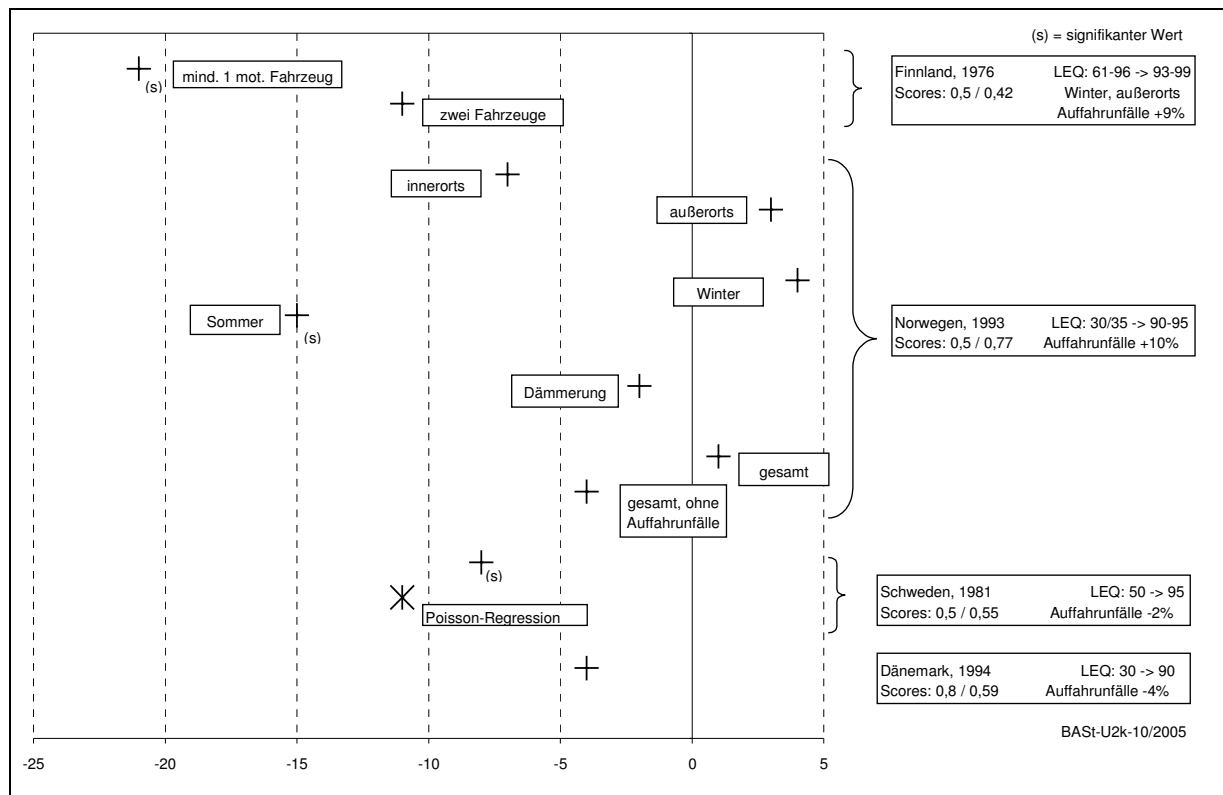 (s) = signifikanter Wert
mind. 1 mot. Fahrzeug
(s)
zwei Fahrzeuge
Finnland, 1976 LEQ: 61-96 -> 93-99
Scores: 0,5 / 0,42 Winter, außerorts
Auffahrunfälle +9%
innerorts
außerorts
Winter
Sommer
(s)
Norwegen, 1993 LEQ: 30/35 -> 90-95
Scores: 0,5 / 0,77 Auffahrunfälle +10%
Dämmerung
gesamt
gesamt, ohne
Auffahrunfälle
(s)
Poisson-Regression
Schweden, 1981 LEQ: 50 -> 95
Scores: 0,5 / 0,55 Auffahrunfälle -2%
Dänemark, 1994 LEQ: 30 -> 90
Scores: 0,8 / 0,59 Auffahrunfälle -4%
BASt-U2k-10/2005
-25 -20 -15 -10 -5 0 5